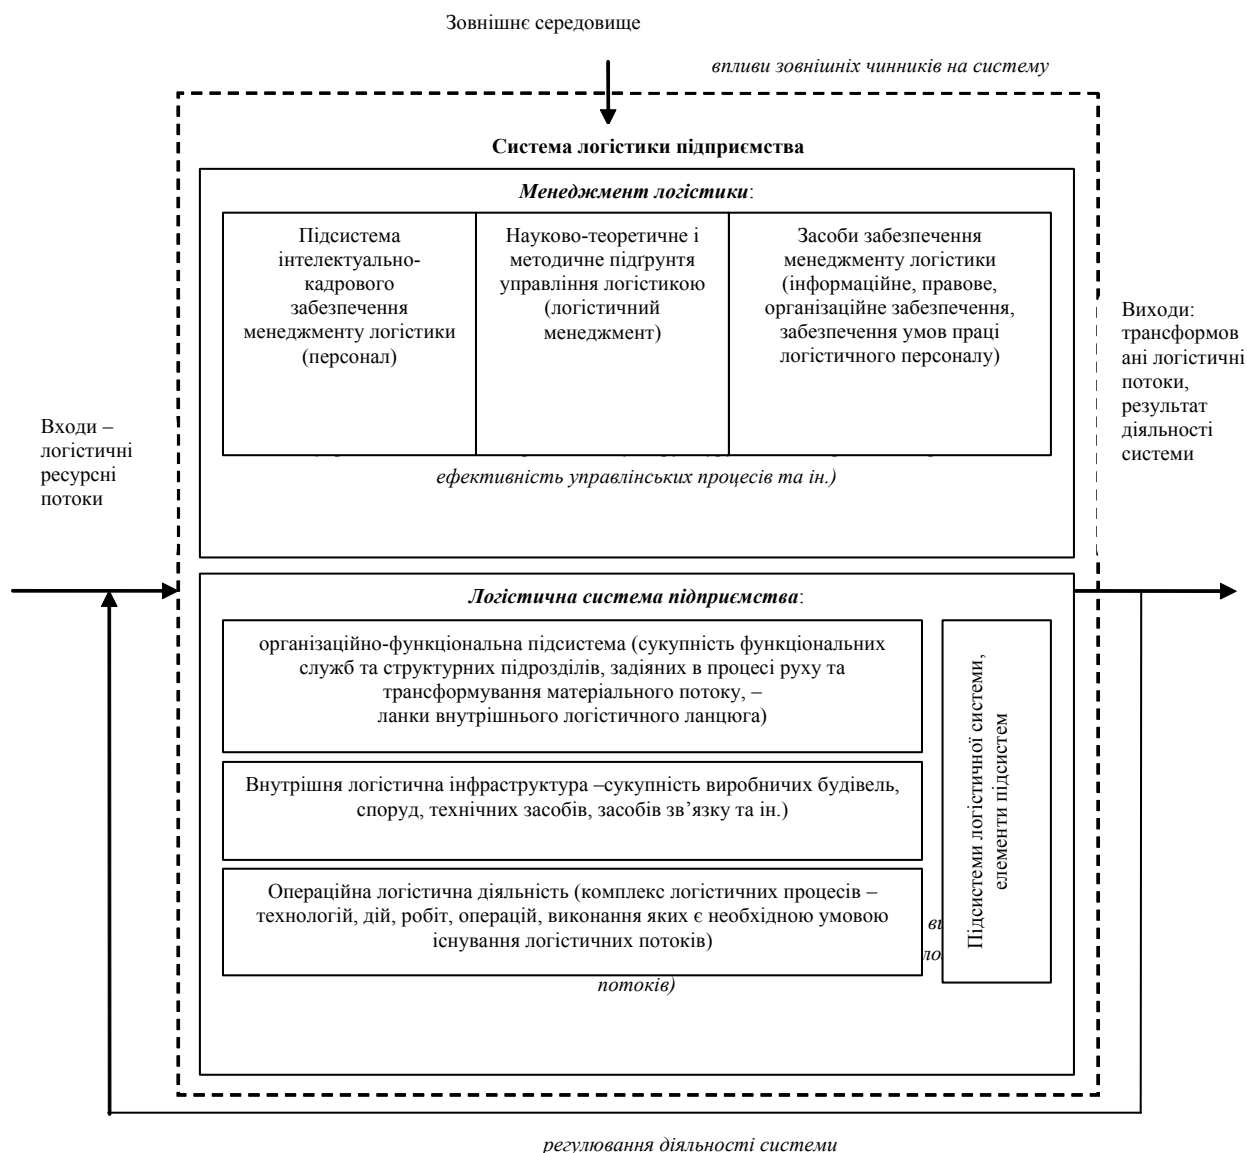 Зовнішнє середовище
впливи зовнішніх чинників на систему
Система логістики підприємства
Менеджмент логістики:
Підсистема
інтелектуально-
кадрового
забезпечення
менеджменту логістики
(персонал)
Науково-теоретичне і
методичне підґрунтя
управління логістикою
(логістичний
менеджмент)
Засоби забезпечення
менеджменту логістики
(інформаційне, правове,
організаційне забезпечення,
забезпечення умов праці
логістичного персоналу)
ефективність управлінських процесів та ін.)
Входи –
логістичні
ресурсні
потоки
Виходи:
трансформов
ані логістичні
потоки,
результат
діяльності
системи
Логістична система підприємства:
організаційно-функціональна підсистема (сукупність функціональних
служб та структурних підрозділів, задіяних в процесі руху та
трансформування матеріального потоку, –
ланки внутрішнього логістичного ланцюга)
Внутрішня логістична інфраструктура –сукупність виробничих будівель,
споруд, технічних засобів, засобів зв’язку та ін.)
Операційна логістична діяльність (комплекс логістичних процесів –
технологій, дій, робіт, операцій, виконання яких є необхідною умовою
існування логістичних потоків)
потоків)
Підсистеми логістичної системи,
елементи підсистем
регулювання діяльності системи